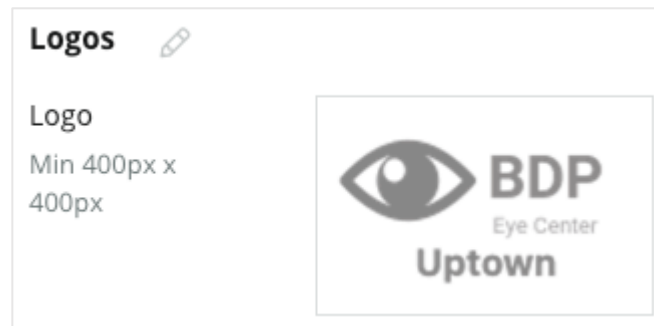 Logos
Logo
Min 400px x
400px
BDP
Eye Center
Uptown